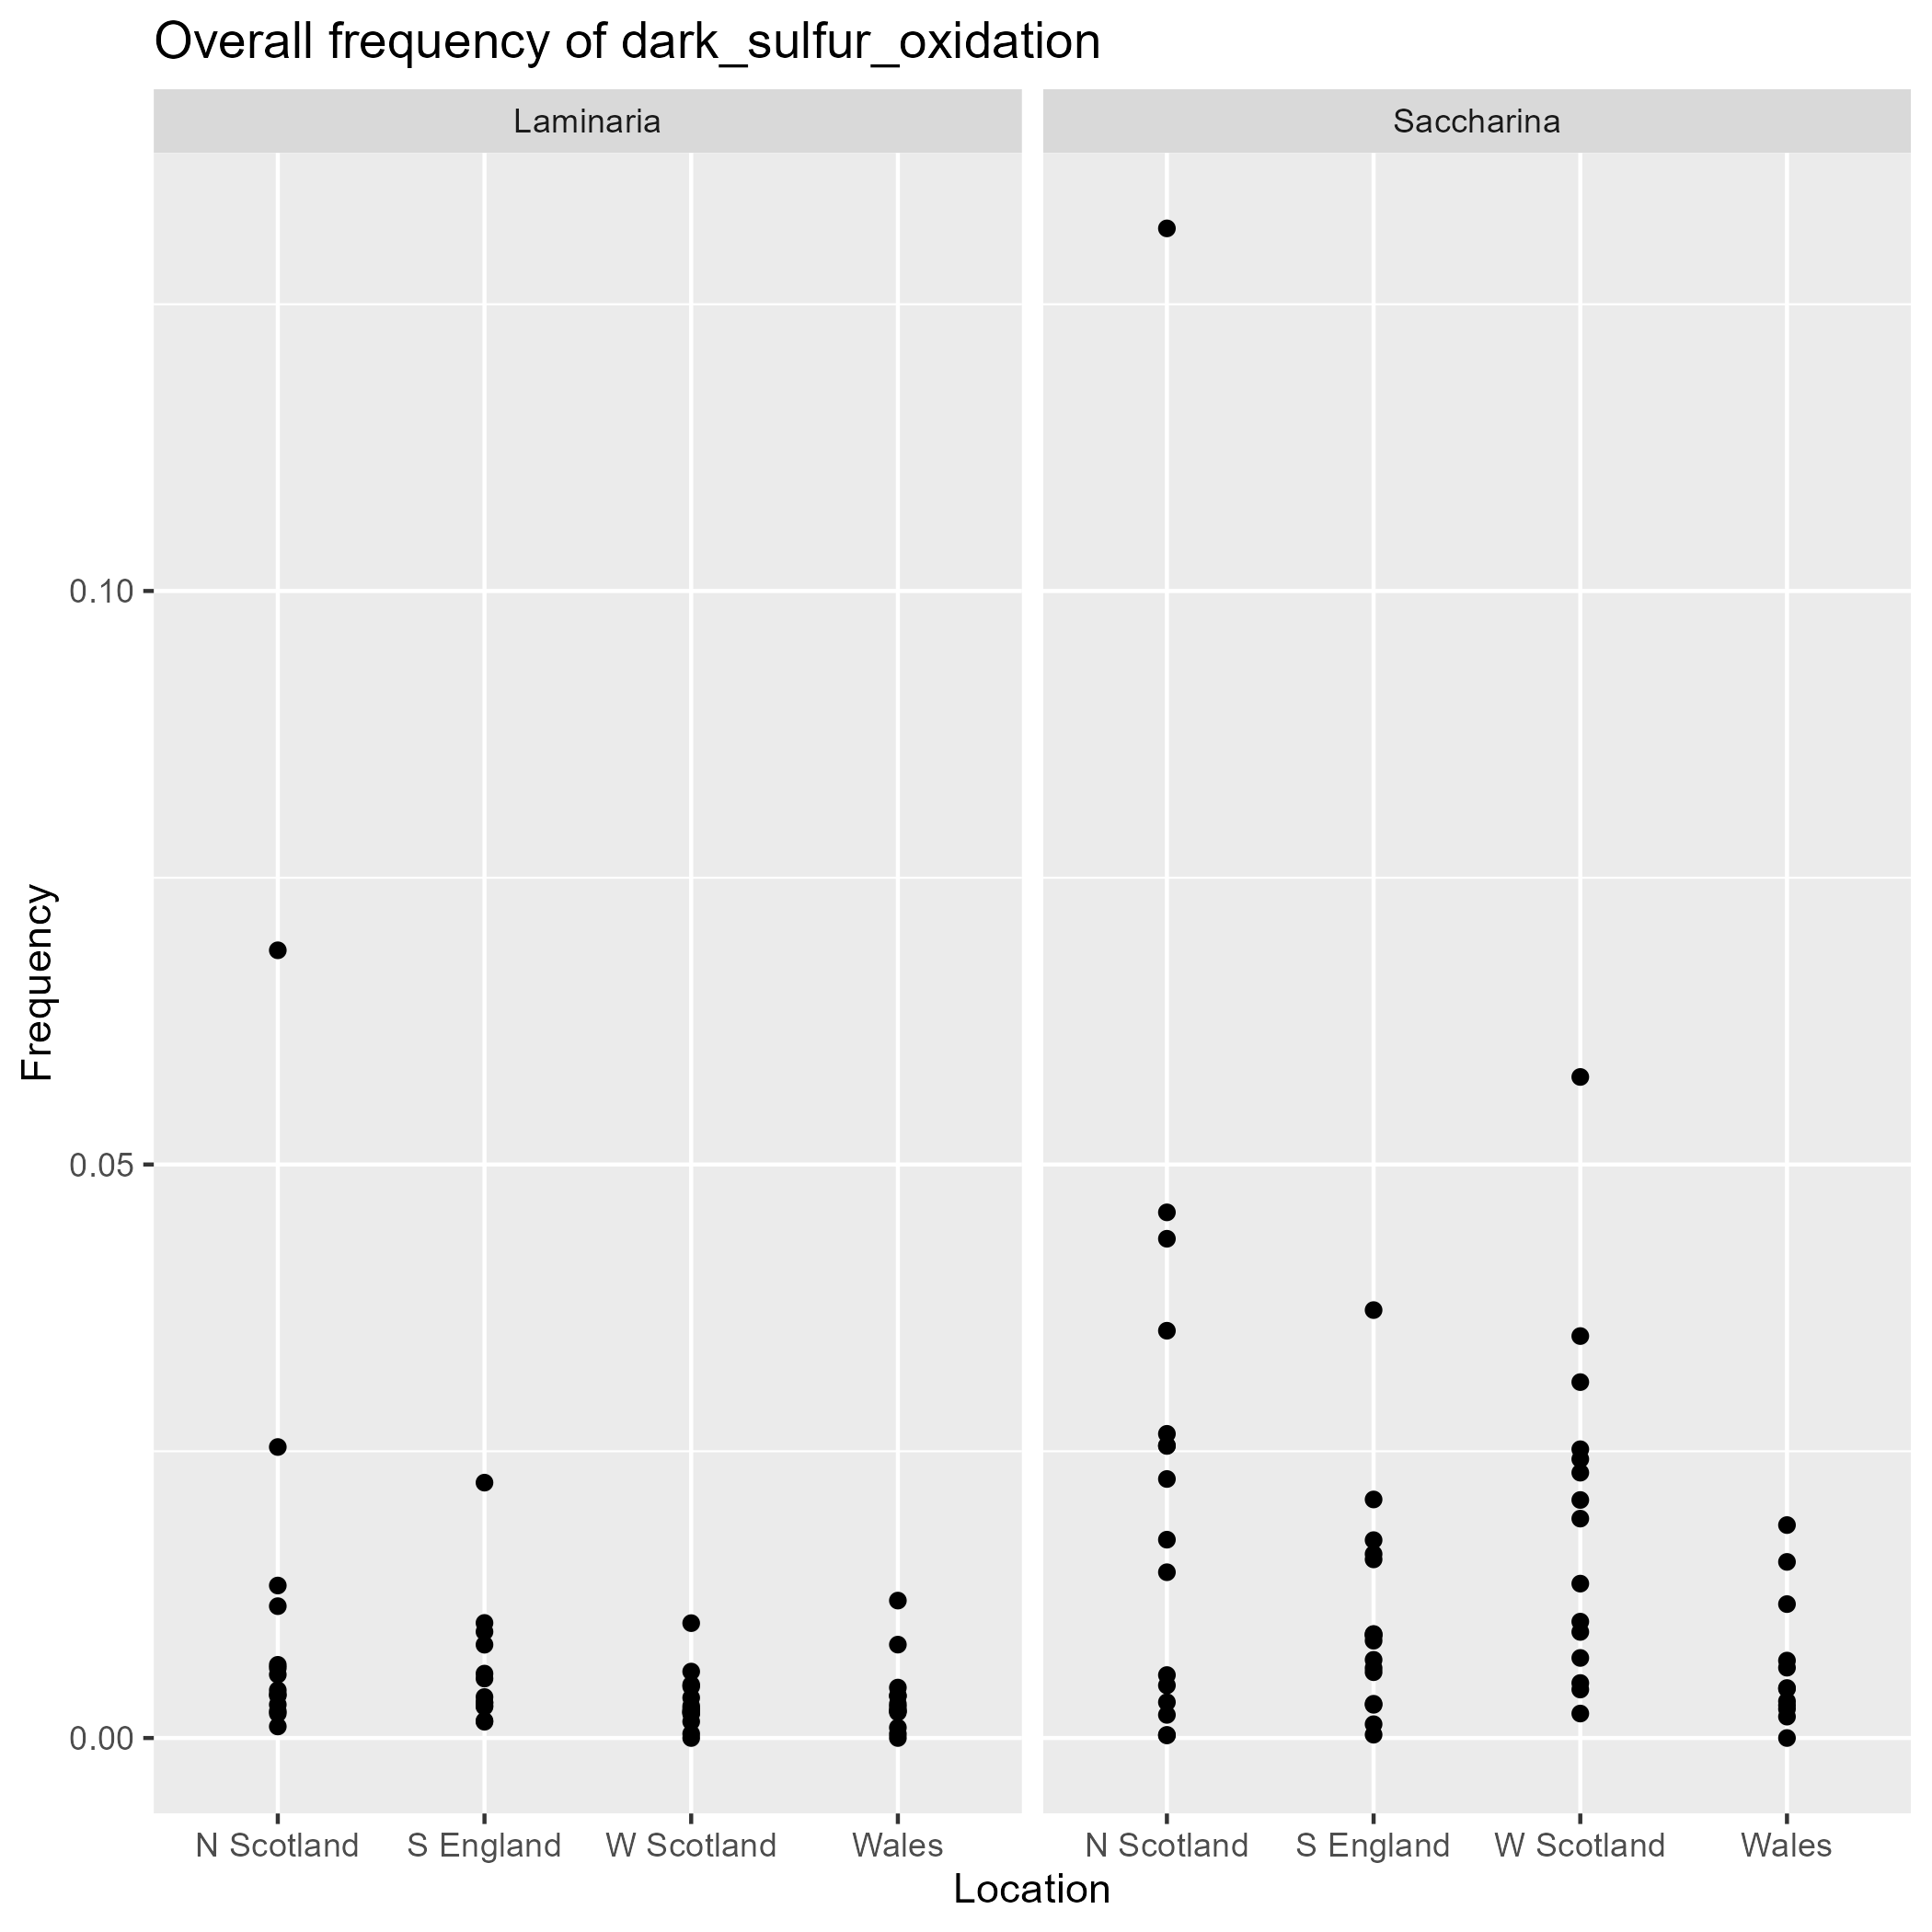 Overall frequency of dark_sulfur_oxidation
Laminaria
Saccharina
Frequency
0.10
0.05
0.00
N Scotland
S England
W Scotland
Wales
N Scotland
S England
W Scotland
Wales
Location